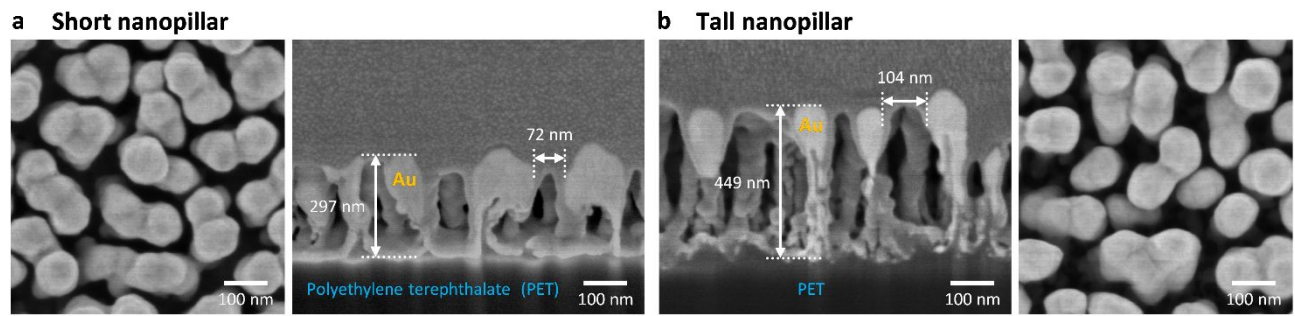 a Short nanopillar
100 nm
297 nm
Au
72 nm
Polyethylene terephthalate (PET)
100 nm
b Tall nanopillar
449 nm
Au
104 nm
PET
100 nm
100 nm